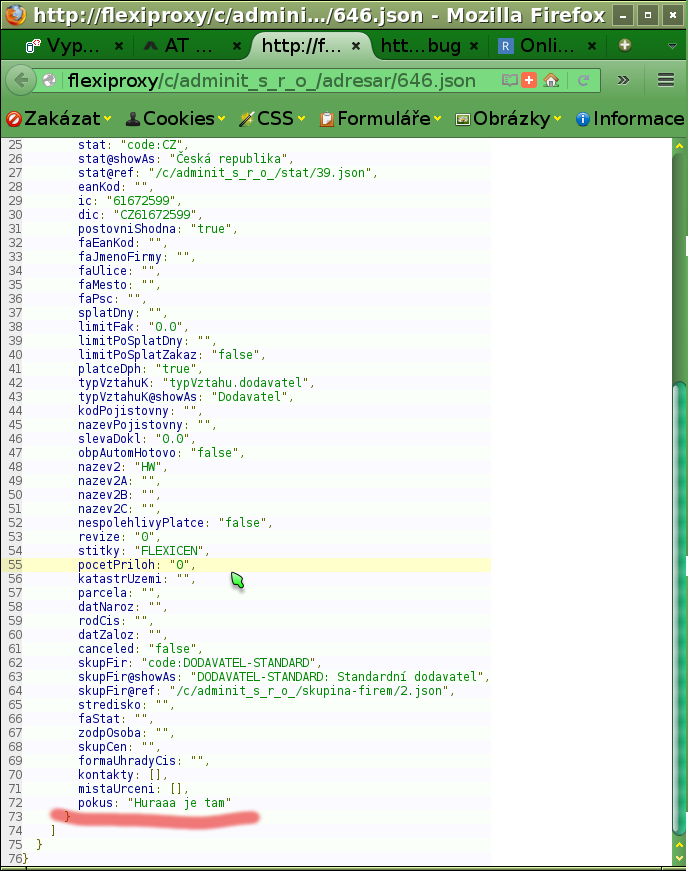 http://flexiproxy/c/admini…/646.json - Mozilla Firefox
Vyp…
AT …
http://f…
htt…bug
R Onli…
flexiproxy/c/adminit_s_r_o_/adresar/646.json
Zakázat
Cookies
CSS
Formuláře
Obrázky
Informace
25 stat: "code:CZ",
26 stat@showAs: "Česká republika",
27 stat@ref: "/c/adminit_s_r_o_/stat/39.json",
28 eanKod: "",
29 ic: "61672599",
30 dic: "CZ61672599",
31 postovniShodna: "true",
32 faEanKod: "",
33 faJmenoFirmy: "",
34 faUlice: "",
35 faMesto: "",
36 faPsc: "",
37 splatDny: "",
38 limitFak: "0.0",
39 limitPoSplatDny: "",
40 limitPoSplatZakaz: "false",
41 platceDph: "true",
42 typVztahuK: "typVztahu.dodavatel",
43 typVztahuK@showAs: "Dodavatel",
44 kodPojistovny: "",
45 nazevPojistovny: "",
46 slevaDokl: "0.0",
47 obpAutomHotovo: "false",
48 nazev2: "HW",
49 nazev2A: "",
50 nazev2B: "",
51 nazev2C: "",
52 nespolehlivyPlatce: "false",
53 revize: "0",
54 stitky: "FLEXICEN",
55 pocetPriloh: "0",
56 katastrUzemi: "",
57 parcela: "",
58 datNaroz: "",
59 rodCis: "",
60 datZaloz: "",
61 canceled: "false",
62 skupFir: "code:DODAVATEL-STANDARD",
63 skupFir@showAs: "DODAVATEL-STANDARD: Standardní dodavatel",
64 skupFir@ref: "/c/adminit_s_r_o_/skupina-firem/2.json",
65 stredisko: "",
66 faStat: "",
67 zodpOsoba: "",
68 skupCen: "",
69 formaUhradyCis: "",
70 kontakty: [],
71 mistaUrceni: [],
72 pokus: "Huraaa je tam"
73 }
74 ]
75 }
76}